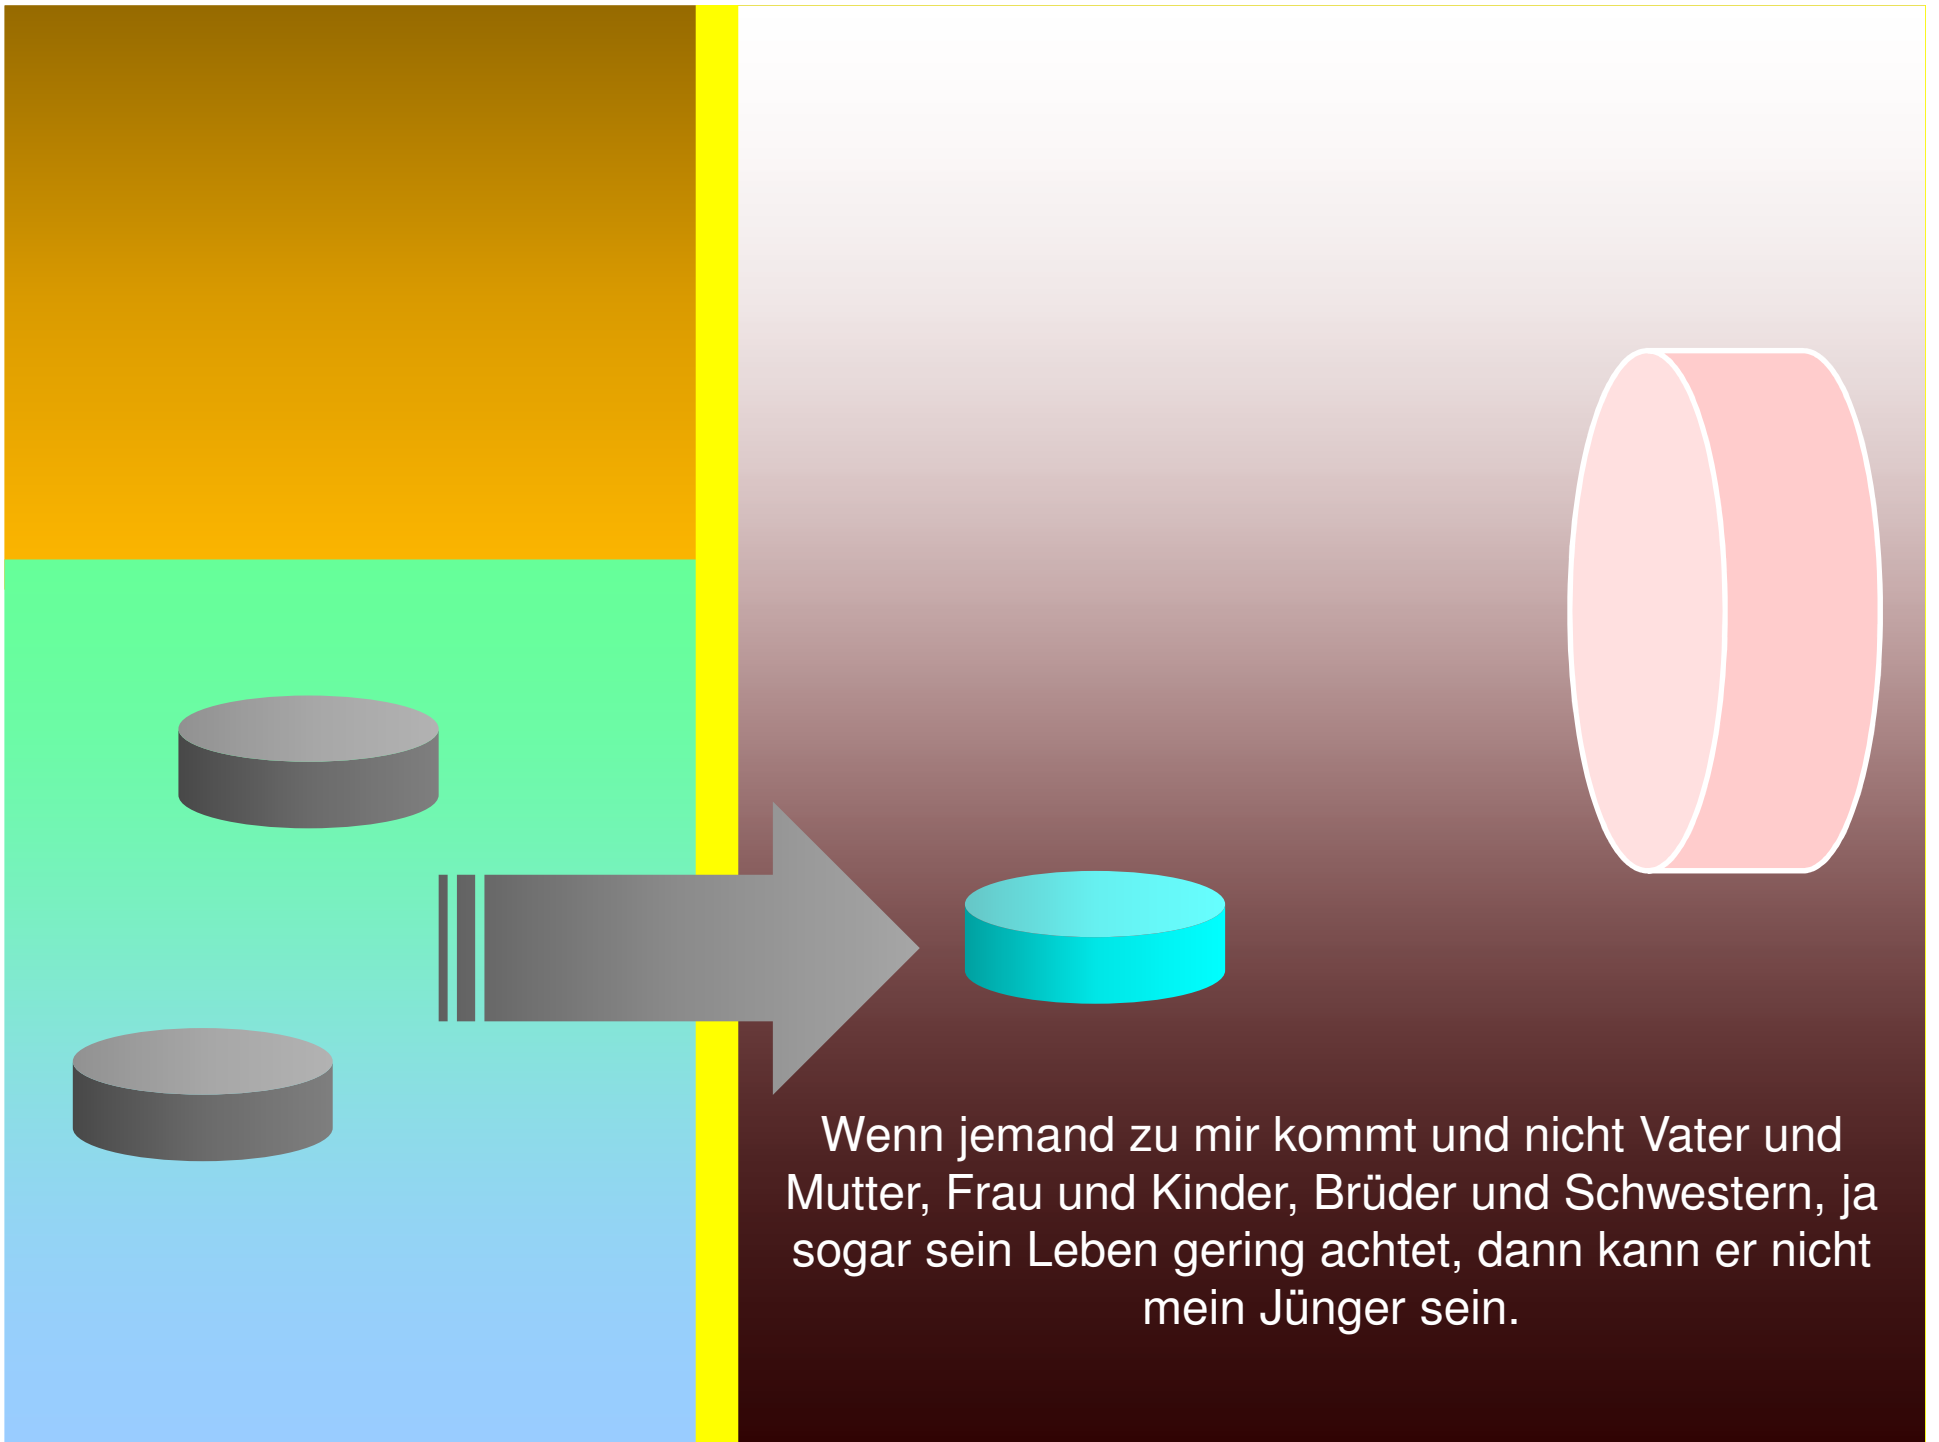 Wenn jemand zu mir kommt und nicht Vater und
Mutter, Frau und Kinder, Brüder und Schwestern, ja
sogar sein Leben gering achtet, dann kann er nicht
mein Jünger sein.